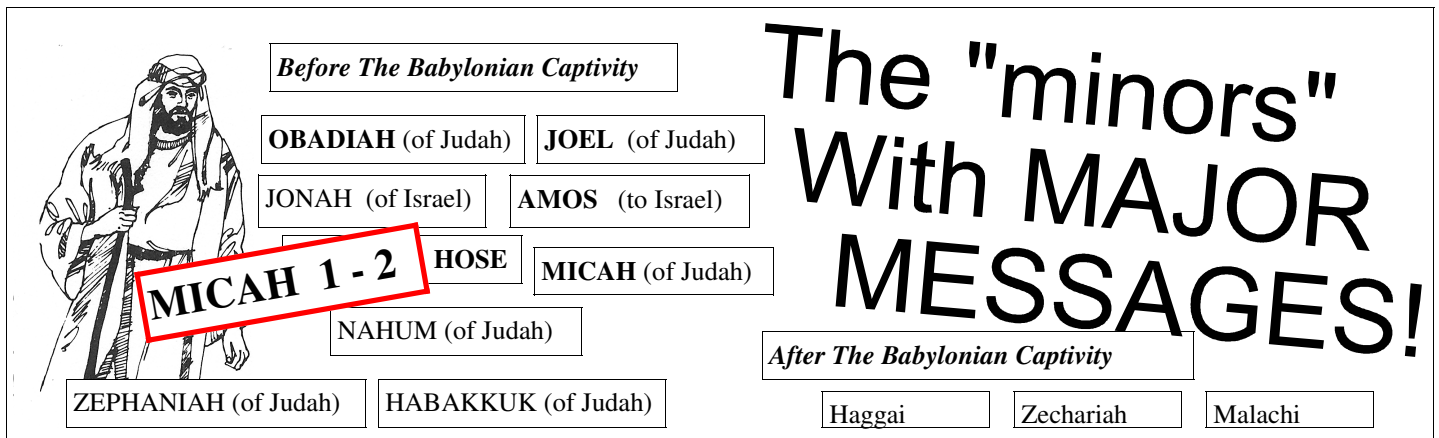 Before The Babylonian Captivity
OBADIAH (of Judah)
JOEL (of Judah)
JONAH (of Israel)
AMOS (to Israel)
HOSE
MICAH (of Judah)
MICAH 1 - 2
NAHUM (of Judah)
ZEPHANIAH (of Judah)
HABAKKUK (of Judah)
The "minors"
With MAJOR
MESSAGES!
After The Babylonian Captivity
Haggai
Zechariah
Malachi